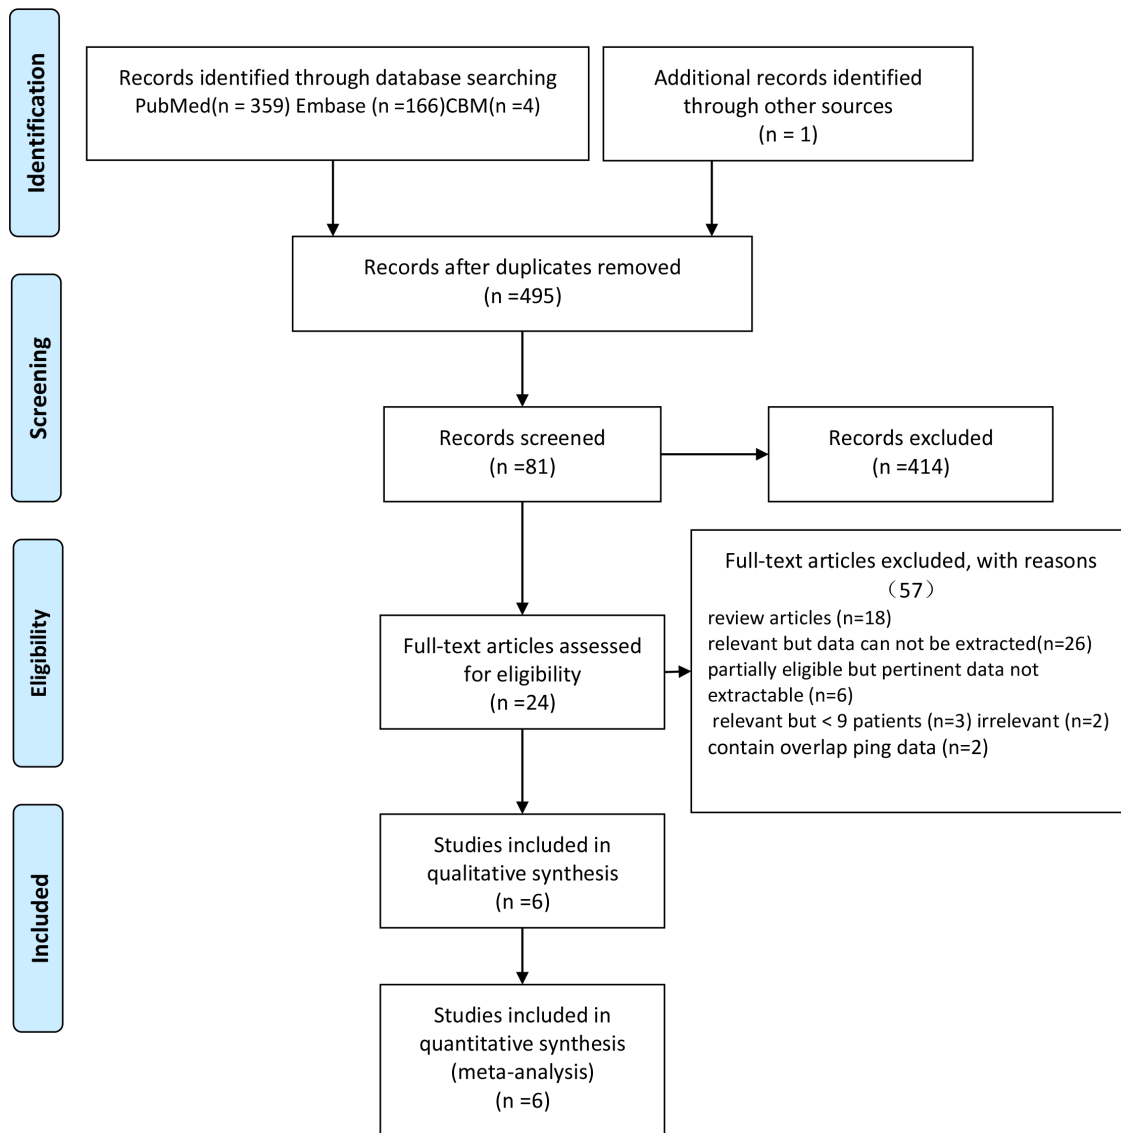 Identification
Records identified through database searching
PubMed(n = 359) Embase (n =166)CBM(n =4)
Additional records identified
through other sources
(n = 1)
Records after duplicates removed
(n =495)
Screening
Records screened
(n =81)
Records excluded
(n =414)
Eligibility
Full-text articles assessed
for eligibility
(n =24)
Full-text articles excluded, with reasons
（57）
review articles (n=18)
relevant but data can not be extracted(n=26)
partially eligible but pertinent data not
extractable (n=6)
relevant but < 9 patients (n=3) irrelevant (n=2)
contain overlap ping data (n=2)
Included
Studies included in
qualitative synthesis
(n =6)
Studies included in
quantitative synthesis
(meta-analysis)
(n =6)